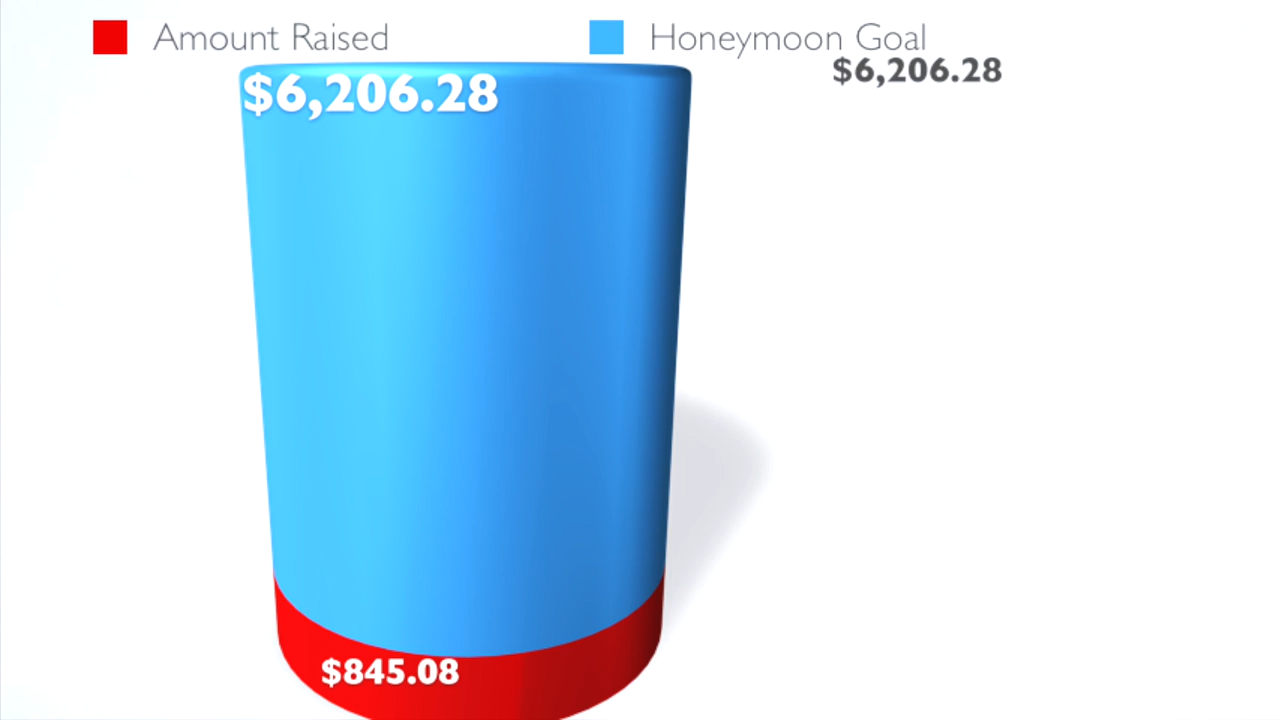 Amount Raised
Honeymoon Goal
$6,206.28
$6,206.28
$845.08